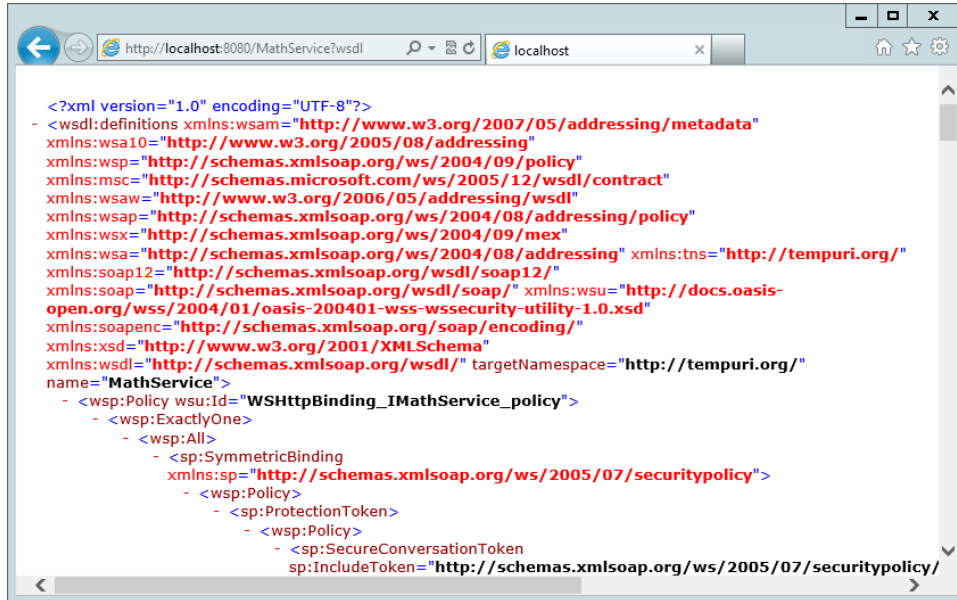 http://localhost:8080/MathService?wsdl
localhost
<?xml version="1.0" encoding="UTF-8"?>
- <wsdl:definitions xmlns:wsam="http://www.w3.org/2007/05/addressing/metadata"
xmlns:wsa10="http://www.w3.org/2005/08/addressing"
xmlns:wsp="http://schemas.xmlsoap.org/ws/2004/09/policy"
xmlns:msc="http://schemas.microsoft.com/ws/2005/12/wsdl/contract"
xmlns:wsaw="http://www.w3.org/2006/05/addressing/wsdl"
xmlns:wsap="http://schemas.xmlsoap.org/ws/2004/08/addressing/policy"
xmlns:wsx="http://schemas.xmlsoap.org/ws/2004/09/mex"
xmlns:wsa="http://schemas.xmlsoap.org/ws/2004/08/addressing" xmlns:tns="http://tempuri.org/"
xmlns:soap12="http://schemas.xmlsoap.org/wsdl/soap12/"
xmlns:soap="http://schemas.xmlsoap.org/wsdl/soap/" xmlns:wsu="http://docs.oasis-
open.org/wss/2004/01/oasis-200401-wss-wssecurity-utility-1.0.xsd"
xmlns:soapenc="http://schemas.xmlsoap.org/soap/encoding/"
xmlns:xsd="http://www.w3.org/2001/XMLSchema"
xmlns:wsdl="http://schemas.xmlsoap.org/wsdl/" targetNamespace="http://tempuri.org/"
name="MathService">
- <wsp:Policy wsu:Id="WSHttpBinding_IMathService_policy">
- <wsp:ExactlyOne>
- <wsp:All>
- <sp:SymmetricBinding
xmlns:sp="http://schemas.xmlsoap.org/ws/2005/07/securitypolicy">
- <wsp:Policy>
- <sp:ProtectionToken>
- <wsp:Policy>
- <sp:SecureConversationToken
sp:IncludeToken="http://schemas.xmlsoap.org/ws/2005/07/securitypolicy/